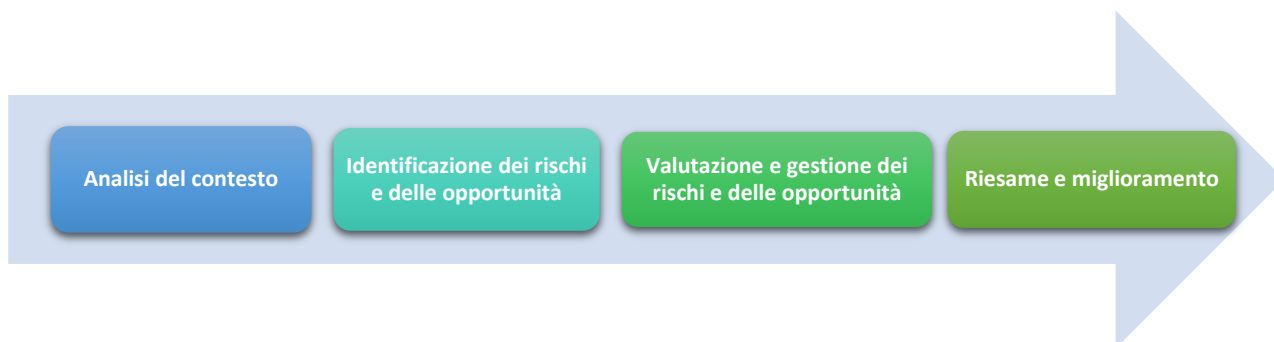 Analisi del contesto
Identificazione dei rischi
e delle opportunità
Valutazione e gestione dei
rischi e delle opportunità
Riesame e miglioramento